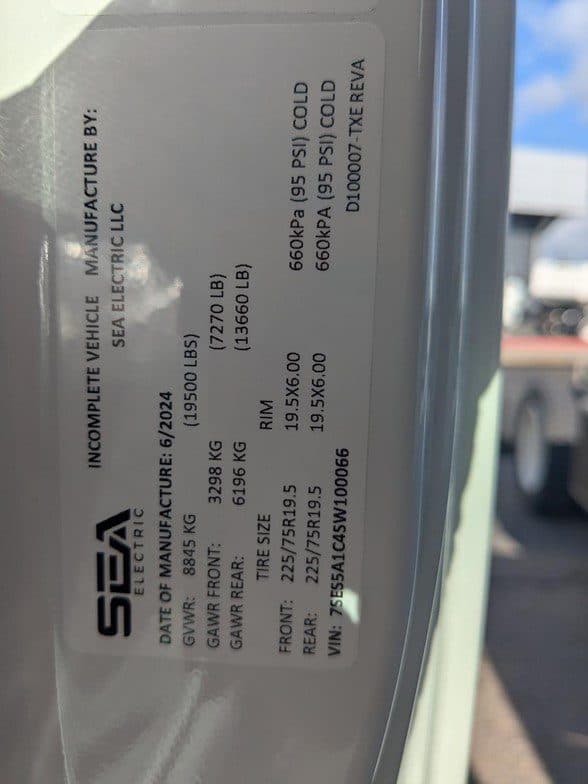 SEA
ELECTRIC
INCOMPLETE VEHICLE MANUFACTURE BY:
SEA ELECTRIC LLC
DATE OF MANUFACTURE: 6/2024
GVWR: 8845 KG (19500 LBS)
GAWR FRONT: 3298 KG (7270 LB)
GAWR REAR: 6196 KG (13660 LB)
TIRE SIZE RIM
FRONT: 225/75R19.5 19.5X6.00 660kPa (95 PSI) COLD
REAR: 225/75R19.5 19.5X6.00 660kPA (95 PSI) COLD
VIN: 7SES5A1C4SW100066 D100007-TXE REVA